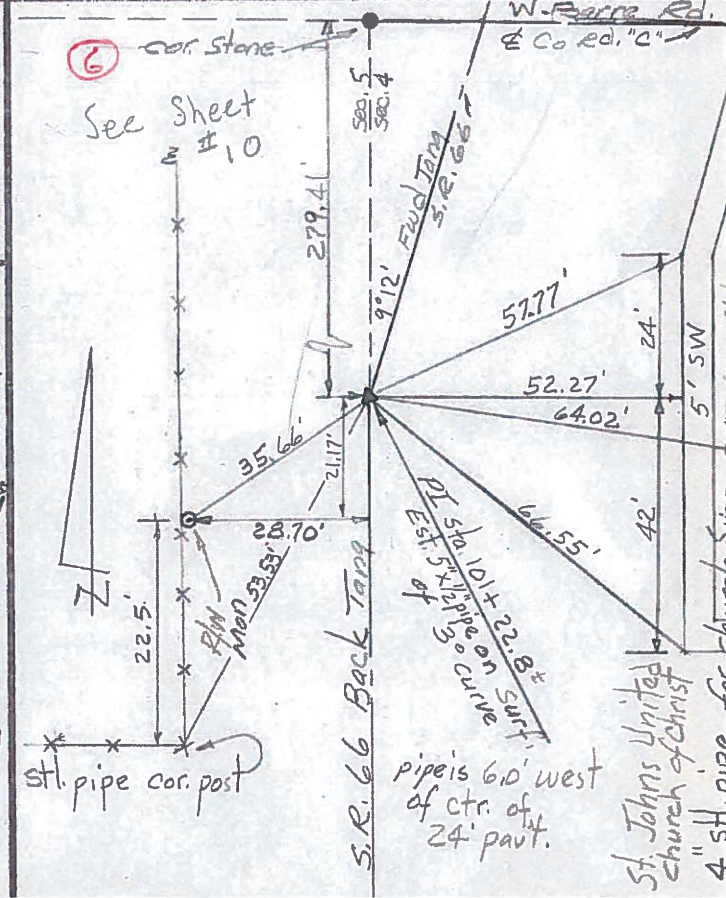 W-Barre Rd.
¢ Co Rd. "C"
6
cor. stone
See Sheet
#10
Sec. 5
Sec. 4
279.41'
Fwd Tang
S.R. 66
9°12'
57.77'
24'
52.27'
5' SW
64.02'
35.66'
21.17'
66.55'
42'
28.70'
22.5'
R/W
Mon
53.53'
N
PI Sta. 101+22.8±
Est. 5"x1/2" pipe on surf.
of 3° curve
S.R. 66 Back Tang
stl. pipe cor. post
pipe is 6.0' west
of ctr. of
24' pav't.
St. Johns United
church of christ
4" stl pipe for